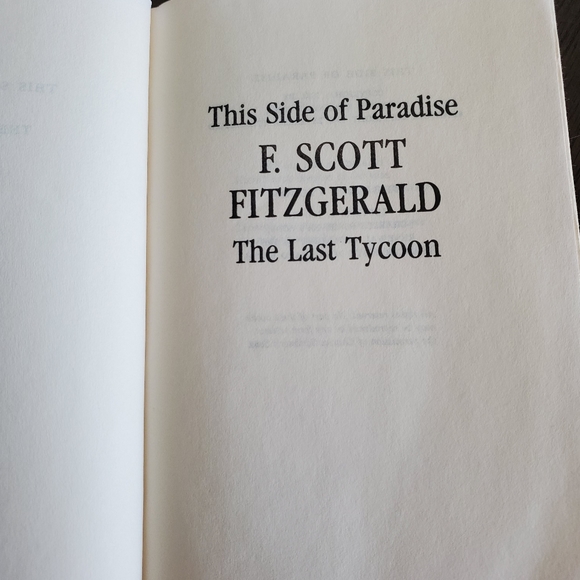 This Side of Paradise
F. SCOTT
FITZGERALD
The Last Tycoon